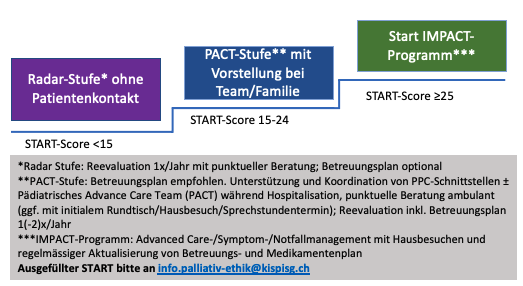 Radar-Stufe* ohne
Patientenkontakt
START-Score <15
PACT-Stufe** mit
Vorstellung bei
Team/Familie
START-Score 15-24
Start IMPACT-
Programm***
START-Score ≥25
*Radar Stufe: Reevaluation 1x/Jahr mit punktueller Beratung; Betreuungsplan optional
**PACT-Stufe: Betreuungsplan empfohlen. Unterstützung und Koordination von PPC-Schnittstellen ±
Pädiatrisches Advance Care Team (PACT) während Hospitalisation, punktuelle Beratung ambulant
(ggf. mit initialem Rundtisch/Hausbesuch/Sprechstundentermin); Reevaluation inkl. Betreuungsplan
1(-2)x/Jahr
***IMPACT-Programm: Advanced Care-/Symptom-/Notfallmanagement mit Hausbesuchen und
regelmässiger Aktualisierung von Betreuungs- und Medikamentenplan
Ausgefüllter START bitte an info.palliativ-ethik@kispisg.ch